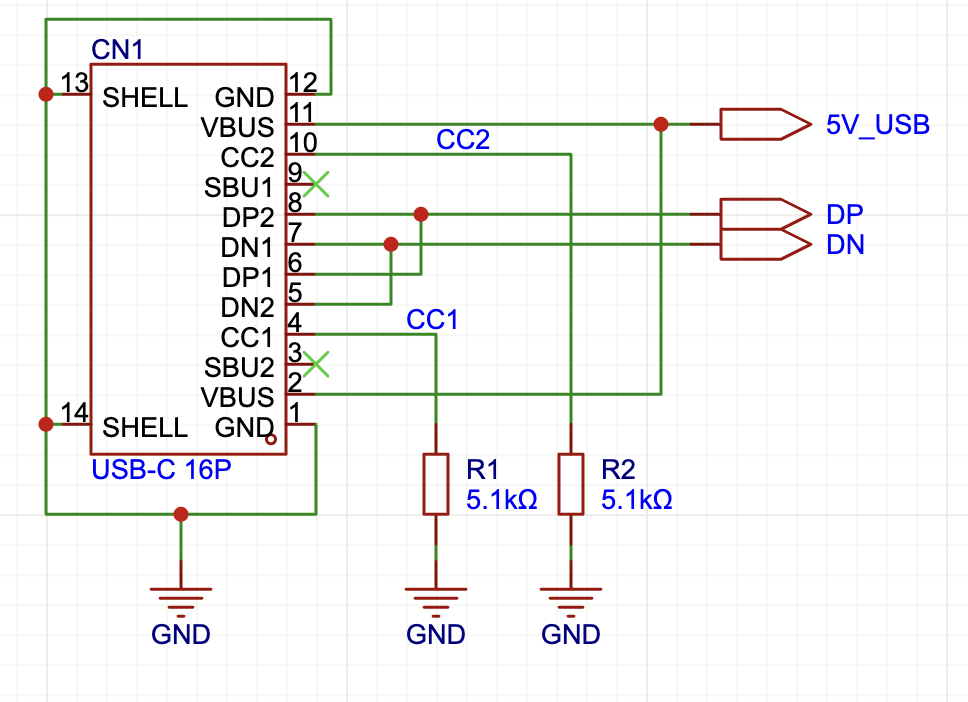 CN1
13 SHELL GND 12
VBUS 11
CC2 10
SBU1 9
DP2 8
DN1 7
DP1 6
DN2 5
CC1 4
SBU2 3
VBUS 2
14 SHELL GND 1
USB-C 16P
CC2
5V_USB
DP
DN
CC1
R1
5.1kΩ
R2
5.1kΩ
GND
GND
GND